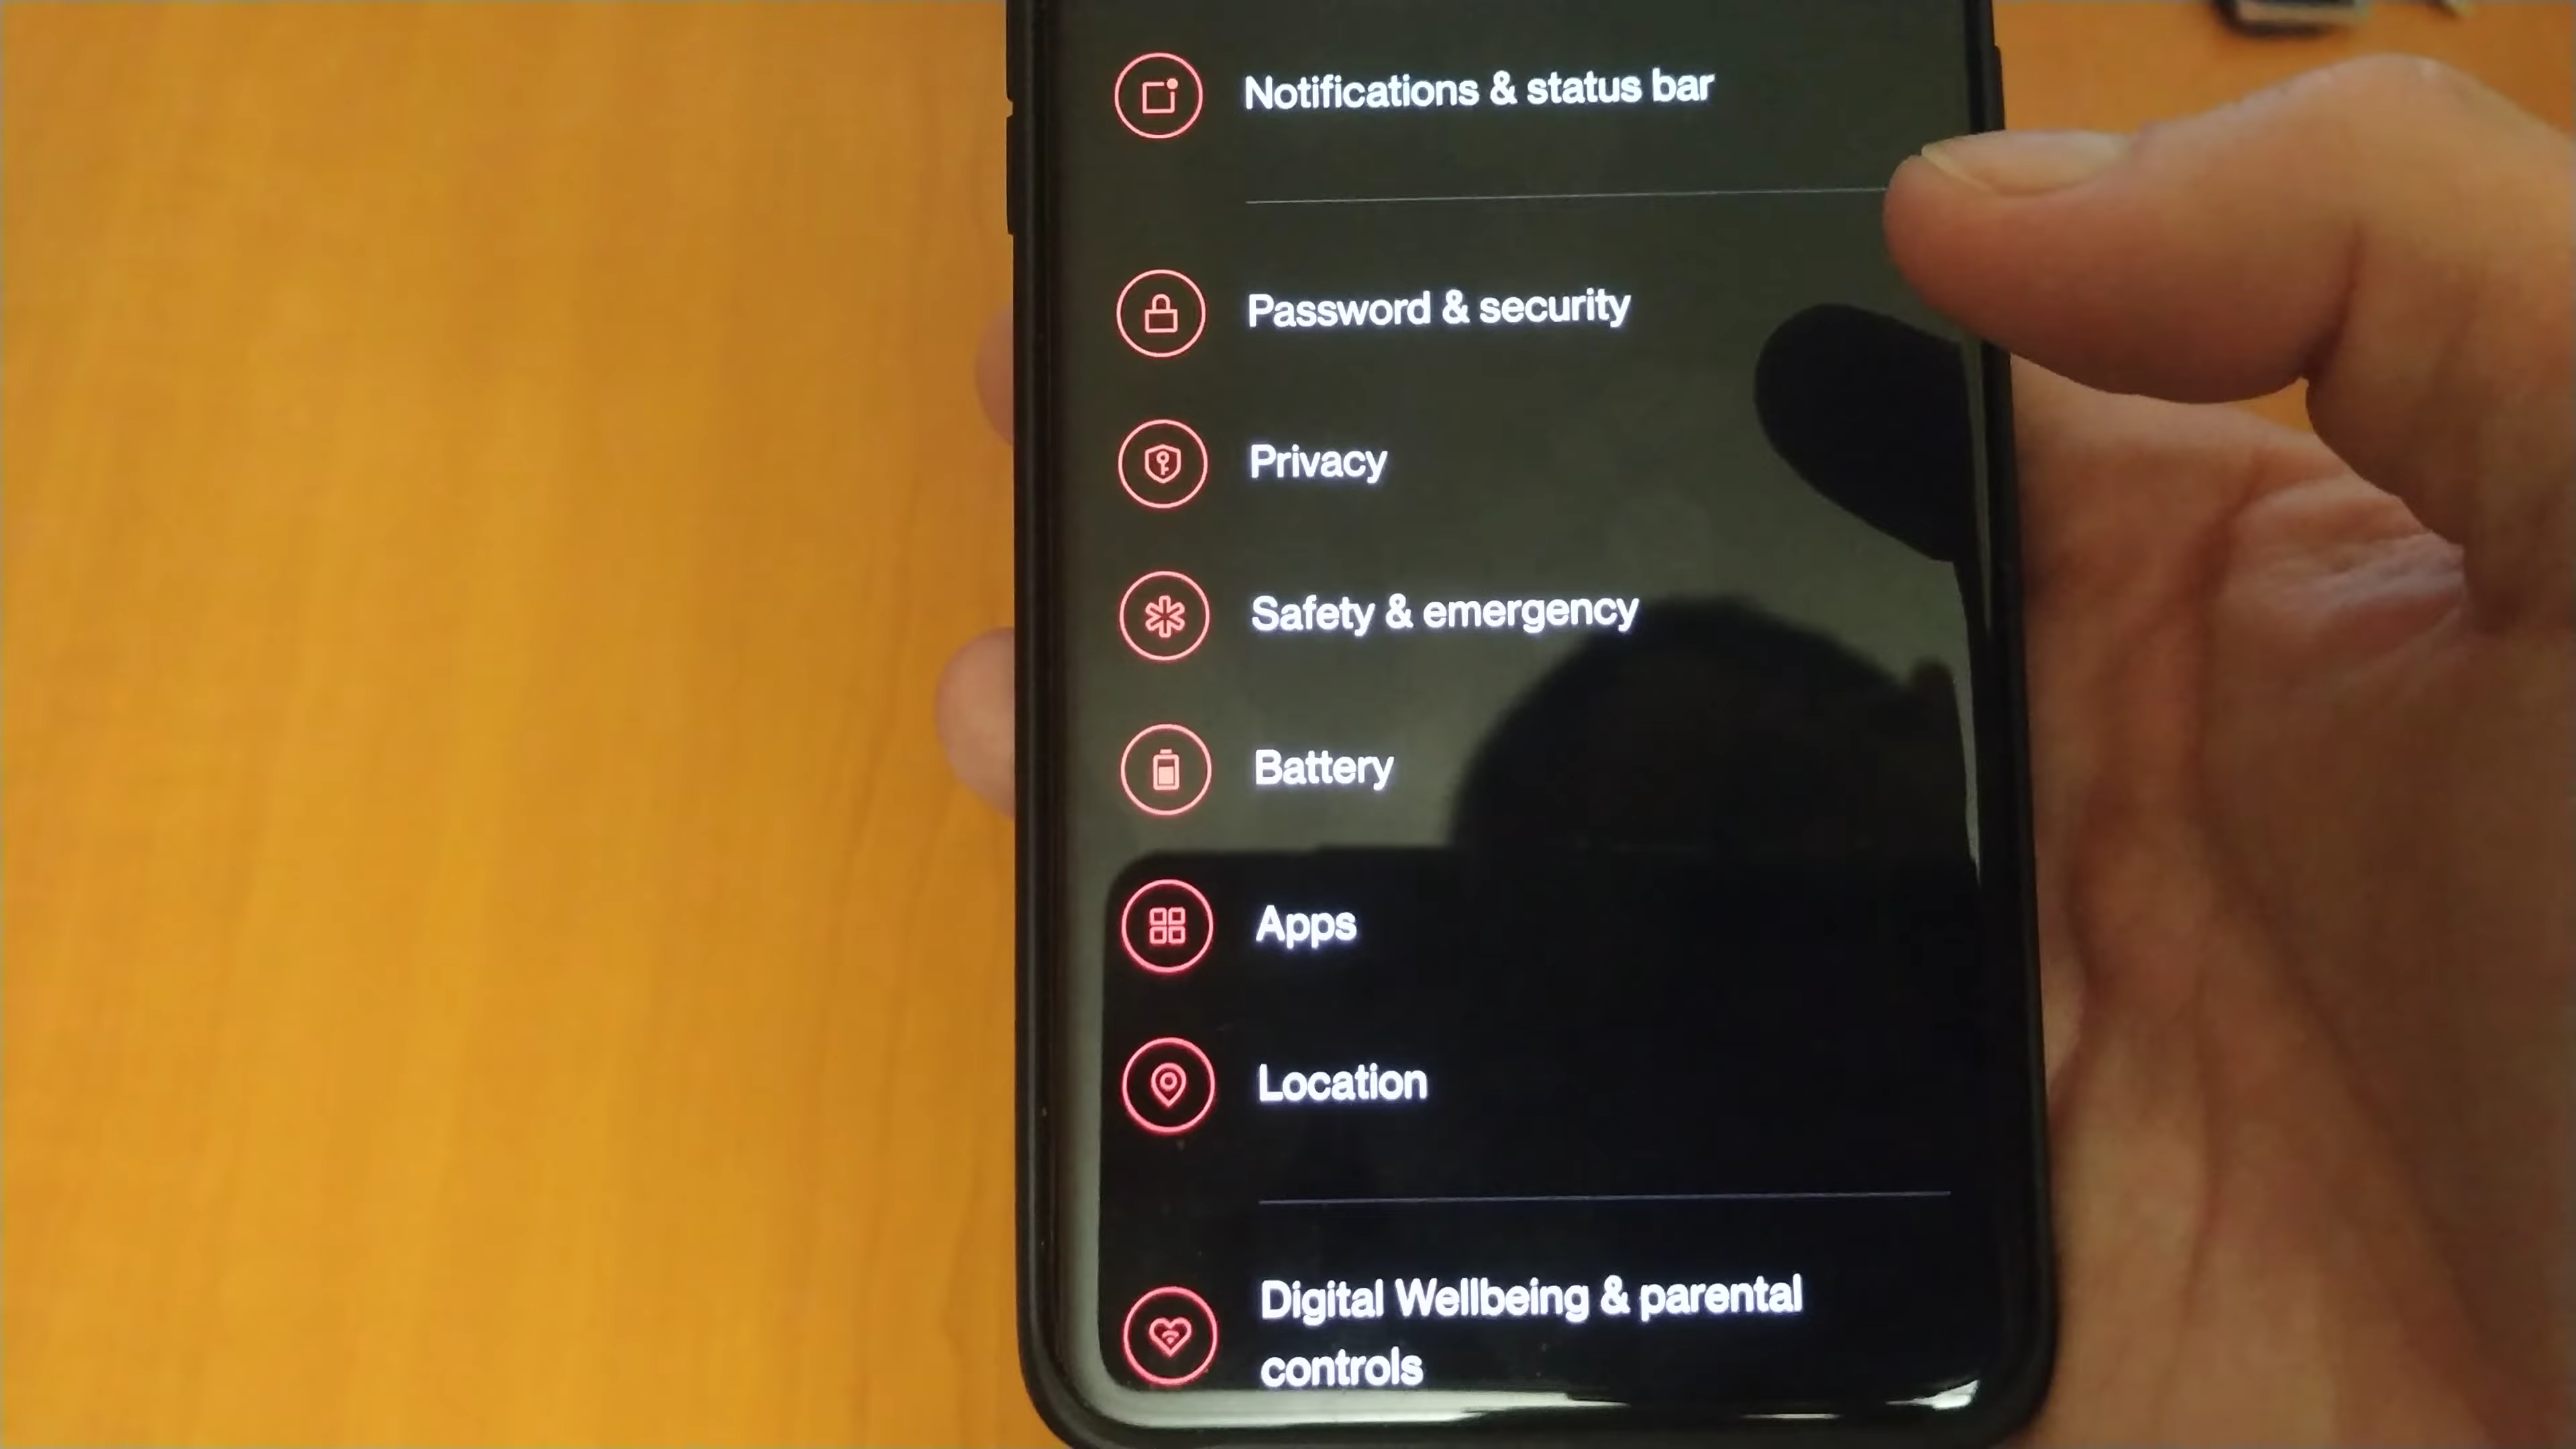 Notifications & status bar
Password & security
Privacy
Safety & emergency
Battery
Apps
Location
Digital Wellbeing & parental
controls